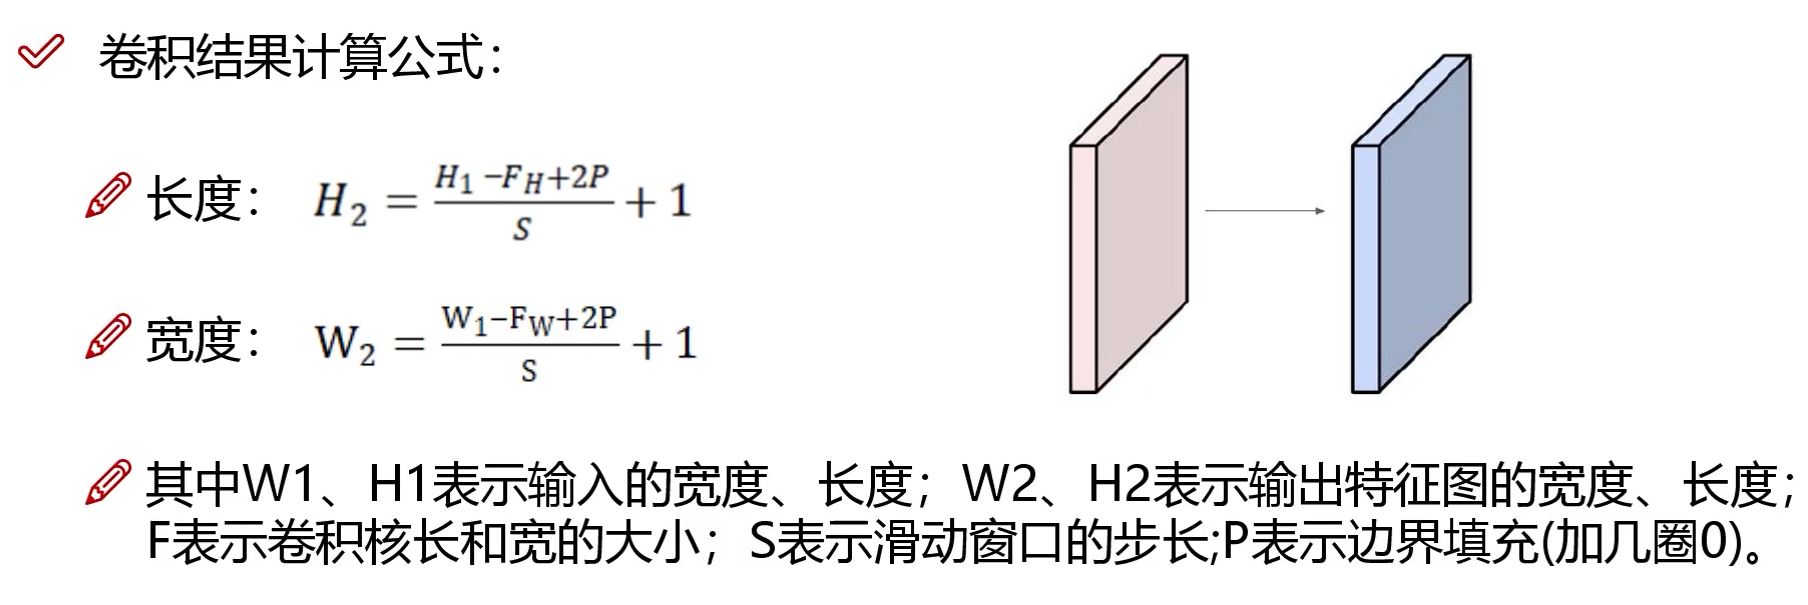 卷积结果计算公式：
长度： H₂ = (H₁ −F_H+2P)/S + 1
宽度： W₂ = (W₁−F_W+2P)/S + 1
其中W1、H1表示输入的宽度、长度；W2、H2表示输出特征图的宽度、长度；
F表示卷积核长和宽的大小；S表示滑动窗口的步长;P表示边界填充(加几圈0)。